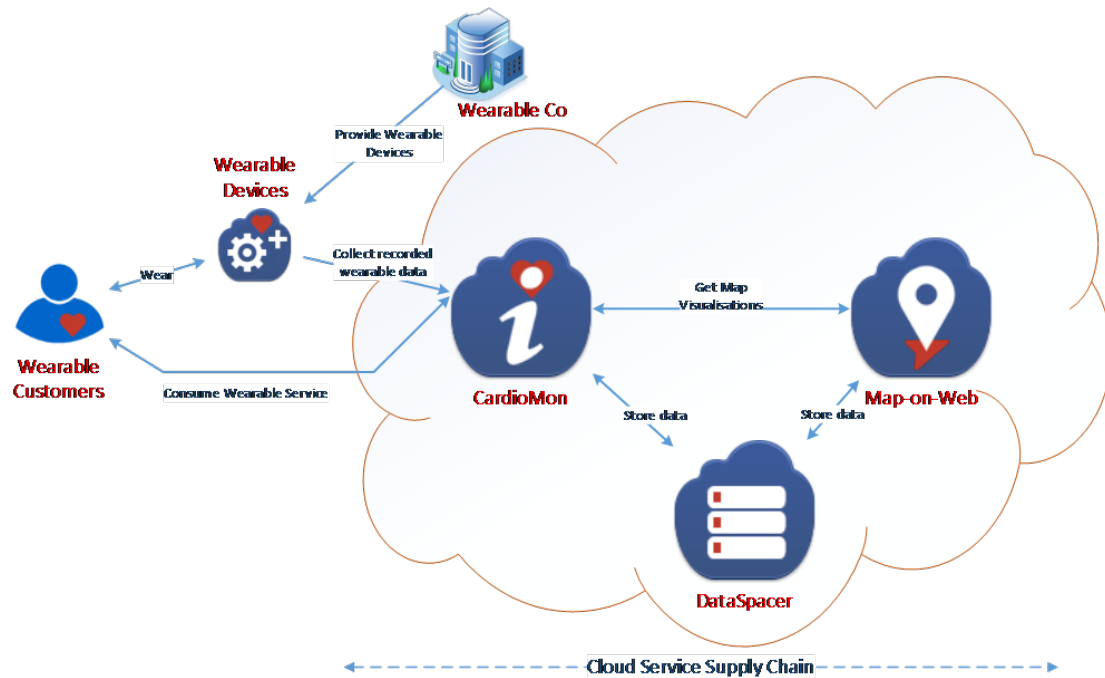 Wearable Co
Provide Wearable
Devices
Wearable
Devices
Collect recorded
wearable data
Wear
Get Map
Visualisations
Wearable
Customers
Consume Wearable Service
CardioMon
Map-on-Web
Store data
Store data
DataSpacer
Cloud Service Supply Chain